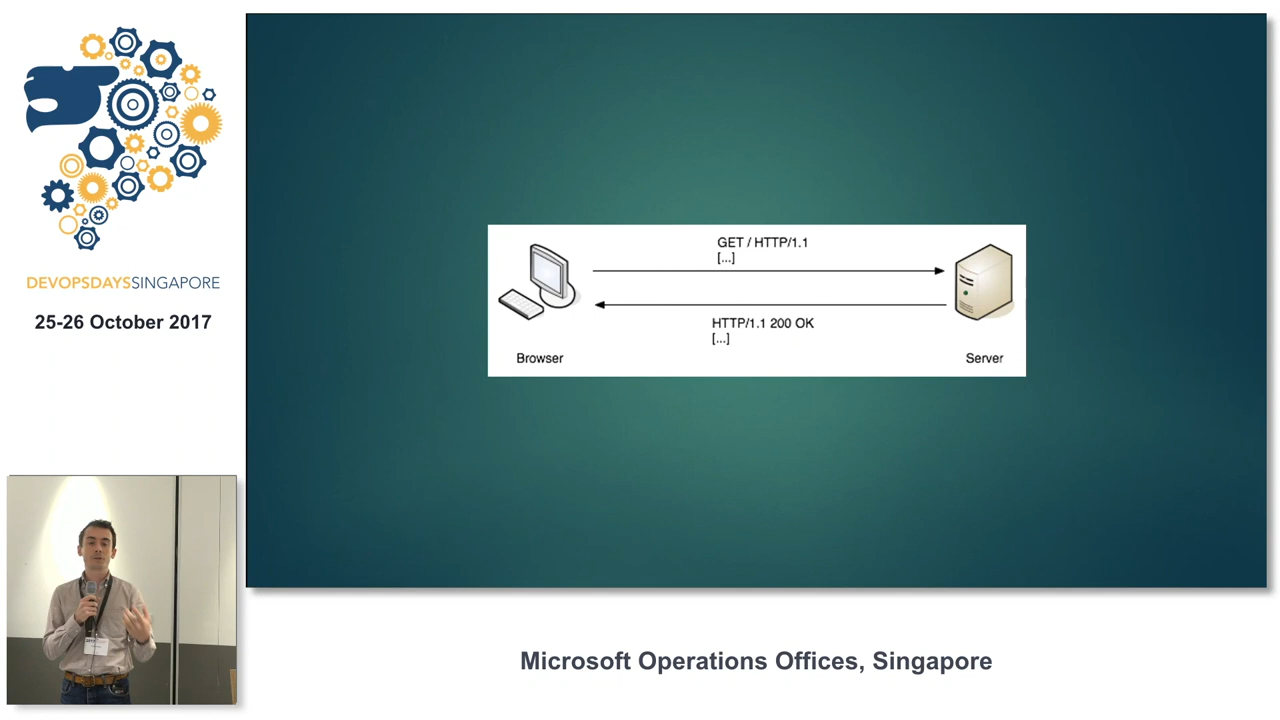 DEVOPSDAYSSINGAPORE
25-26 October 2017
GET / HTTP/1.1
[...]
HTTP/1.1 200 OK
[...]
Browser
Server
Microsoft Operations Offices, Singapore